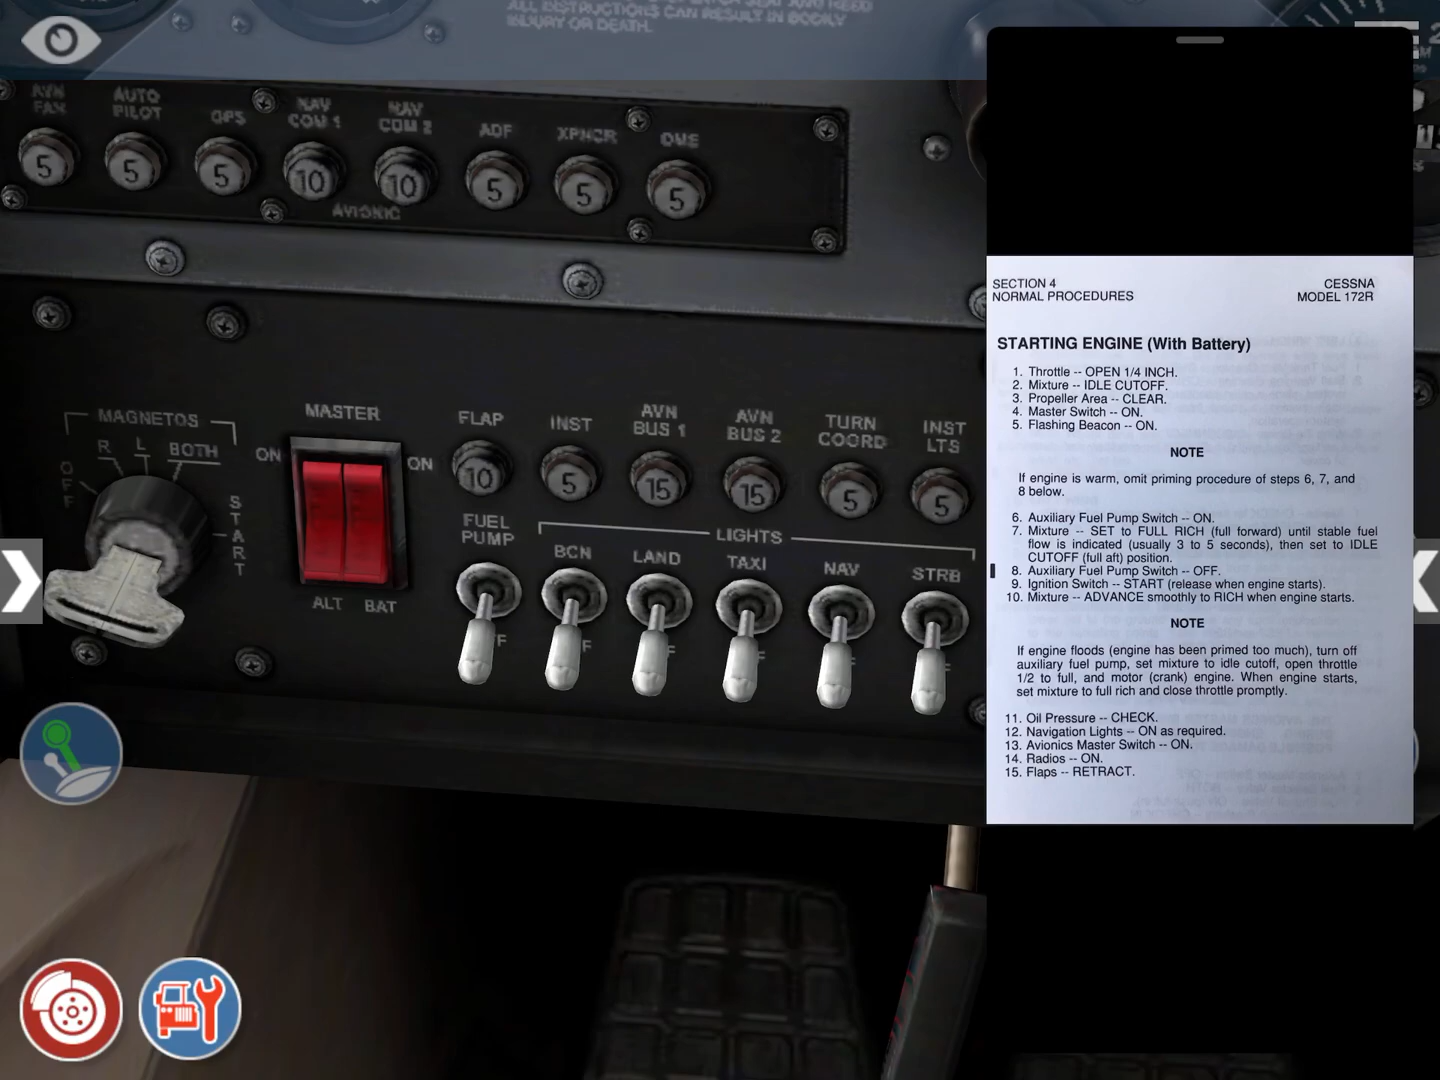 ALL INSTRUCTIONS CAN RESULT IN BODILY
INJURY OR DEATH.
AVN
FAN
AUTO
PILOT
GPS
NAV
COM 1
NAV
COM 2
ADF
XPNDR
DME
5
5
5
10
10
5
5
5
AVIONIC
MAGNETOS
R
L
BOTH
OFF
START
MASTER
ON
ON
ALT
BAT
FLAP
INST
AVN
BUS 1
AVN
BUS 2
TURN
COORD
INST
LTS
10
5
15
15
5
5
FUEL
PUMP
LIGHTS
BCN
LAND
TAXI
NAV
STRB
SECTION 4
NORMAL PROCEDURES
CESSNA
MODEL 172R
STARTING ENGINE (With Battery)
1. Throttle -- OPEN 1/4 INCH.
2. Mixture -- IDLE CUTOFF.
3. Propeller Area -- CLEAR.
4. Master Switch -- ON.
5. Flashing Beacon -- ON.
NOTE
If engine is warm, omit priming procedure of steps 6, 7, and
8 below.
6. Auxiliary Fuel Pump Switch -- ON.
7. Mixture -- SET to FULL RICH (full forward) until stable fuel
flow is indicated (usually 3 to 5 seconds), then set to IDLE
CUTOFF (full aft) position.
8. Auxiliary Fuel Pump Switch -- OFF.
9. Ignition Switch -- START (release when engine starts).
10. Mixture -- ADVANCE smoothly to RICH when engine starts.
NOTE
If engine floods (engine has been primed too much), turn off
auxiliary fuel pump, set mixture to idle cutoff, open throttle
1/2 to full, and motor (crank) engine. When engine starts,
set mixture to full rich and close throttle promptly.
11. Oil Pressure -- CHECK.
12. Navigation Lights -- ON as required.
13. Avionics Master Switch -- ON.
14. Radios -- ON.
15. Flaps -- RETRACT.